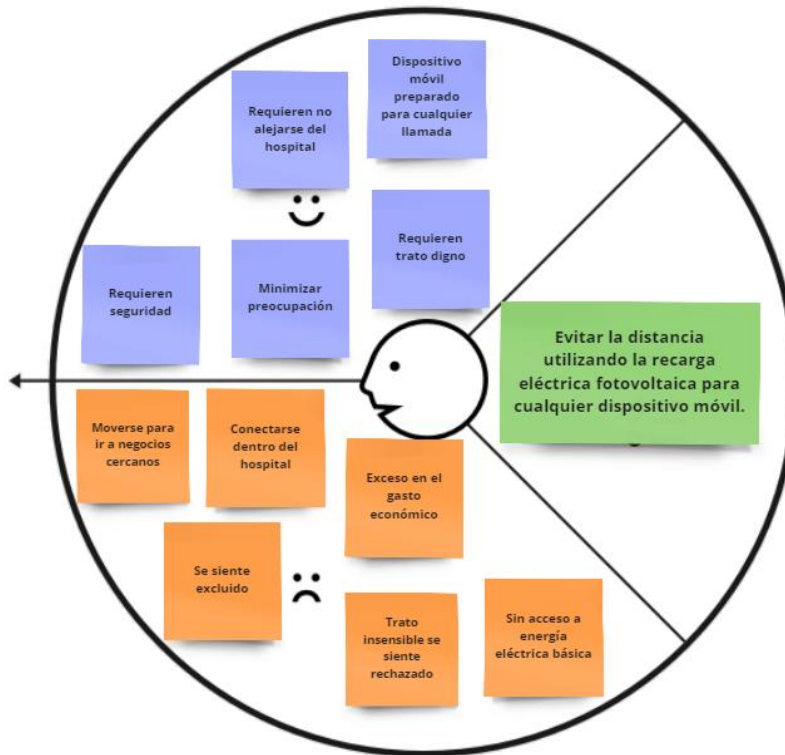 Requieren no
alejarse del
hospital
Dispositivo
móvil
preparado
para cualquier
llamada
Requieren
seguridad
Minimizar
preocupación
Requieren
trato digno
Evitar la distancia
utilizando la recarga
eléctrica fotovoltaica para
cualquier dispositivo móvil.
Moverse para
ir a negocios
cercanos
Conectarse
dentro del
hospital
Exceso en el
gasto
económico
Se siente
excluido
Trato
insensible se
siente
rechazado
Sin acceso a
energía
eléctrica básica